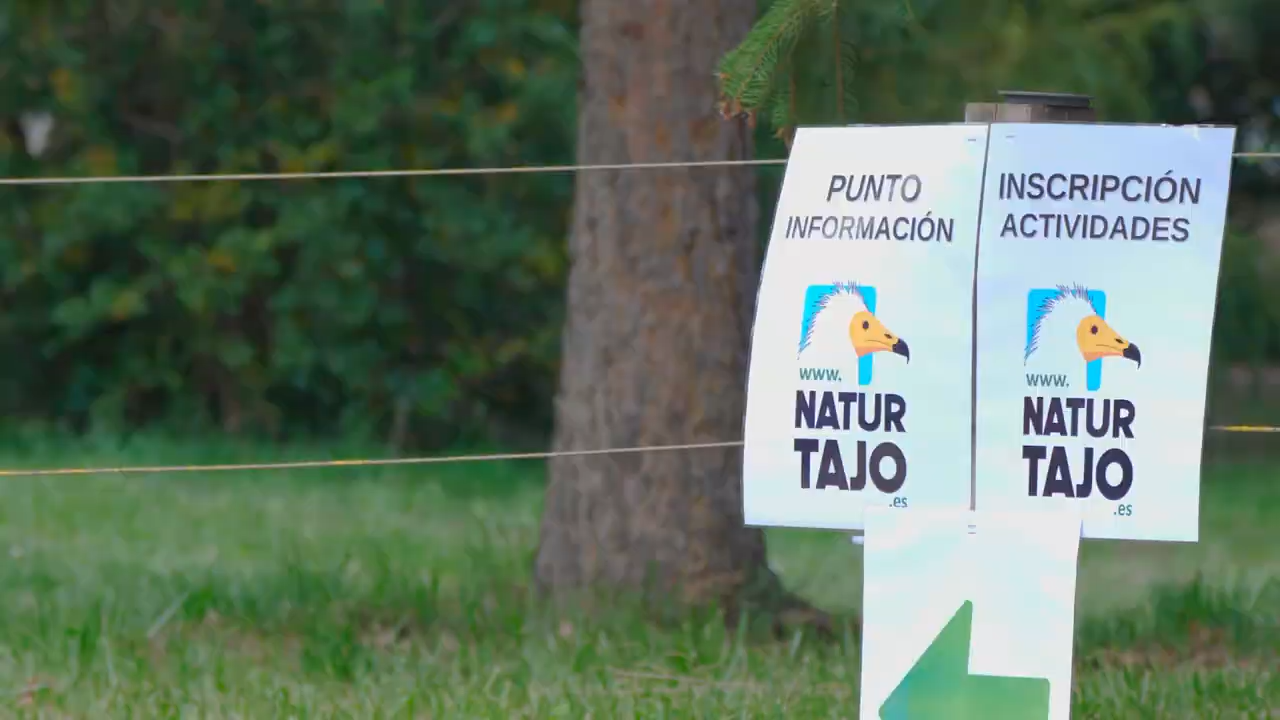 PUNTO
INFORMACIÓN
www.
NATUR
TAJO
.es
INSCRIPCIÓN
ACTIVIDADES
www.
NATUR
TAJO
.es